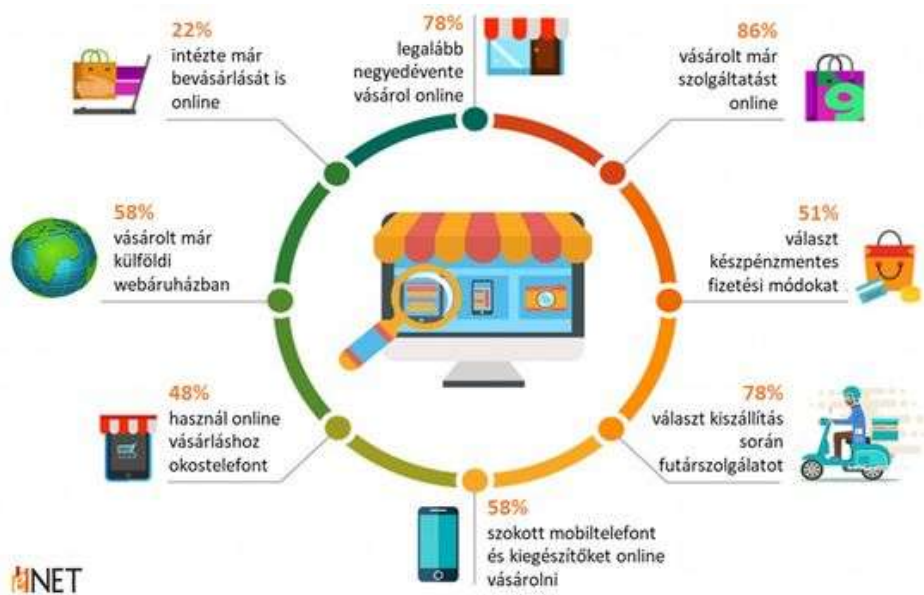 22%
intézte már
bevásárlását is
online
78%
legalább
negyedévente
vásárol online
86%
vásárolt már
szolgáltatást
online
58%
vásárolt már
külföldi
webáruházban
51%
választ
készpénzmentes
fizetési módokat
48%
használ online
vásárláshoz
okostelefont
78%
választ kiszállítás
során
futárszolgálatot
58%
szokott mobiltelefont
és kiegészítőket online
vásárolni
eNET